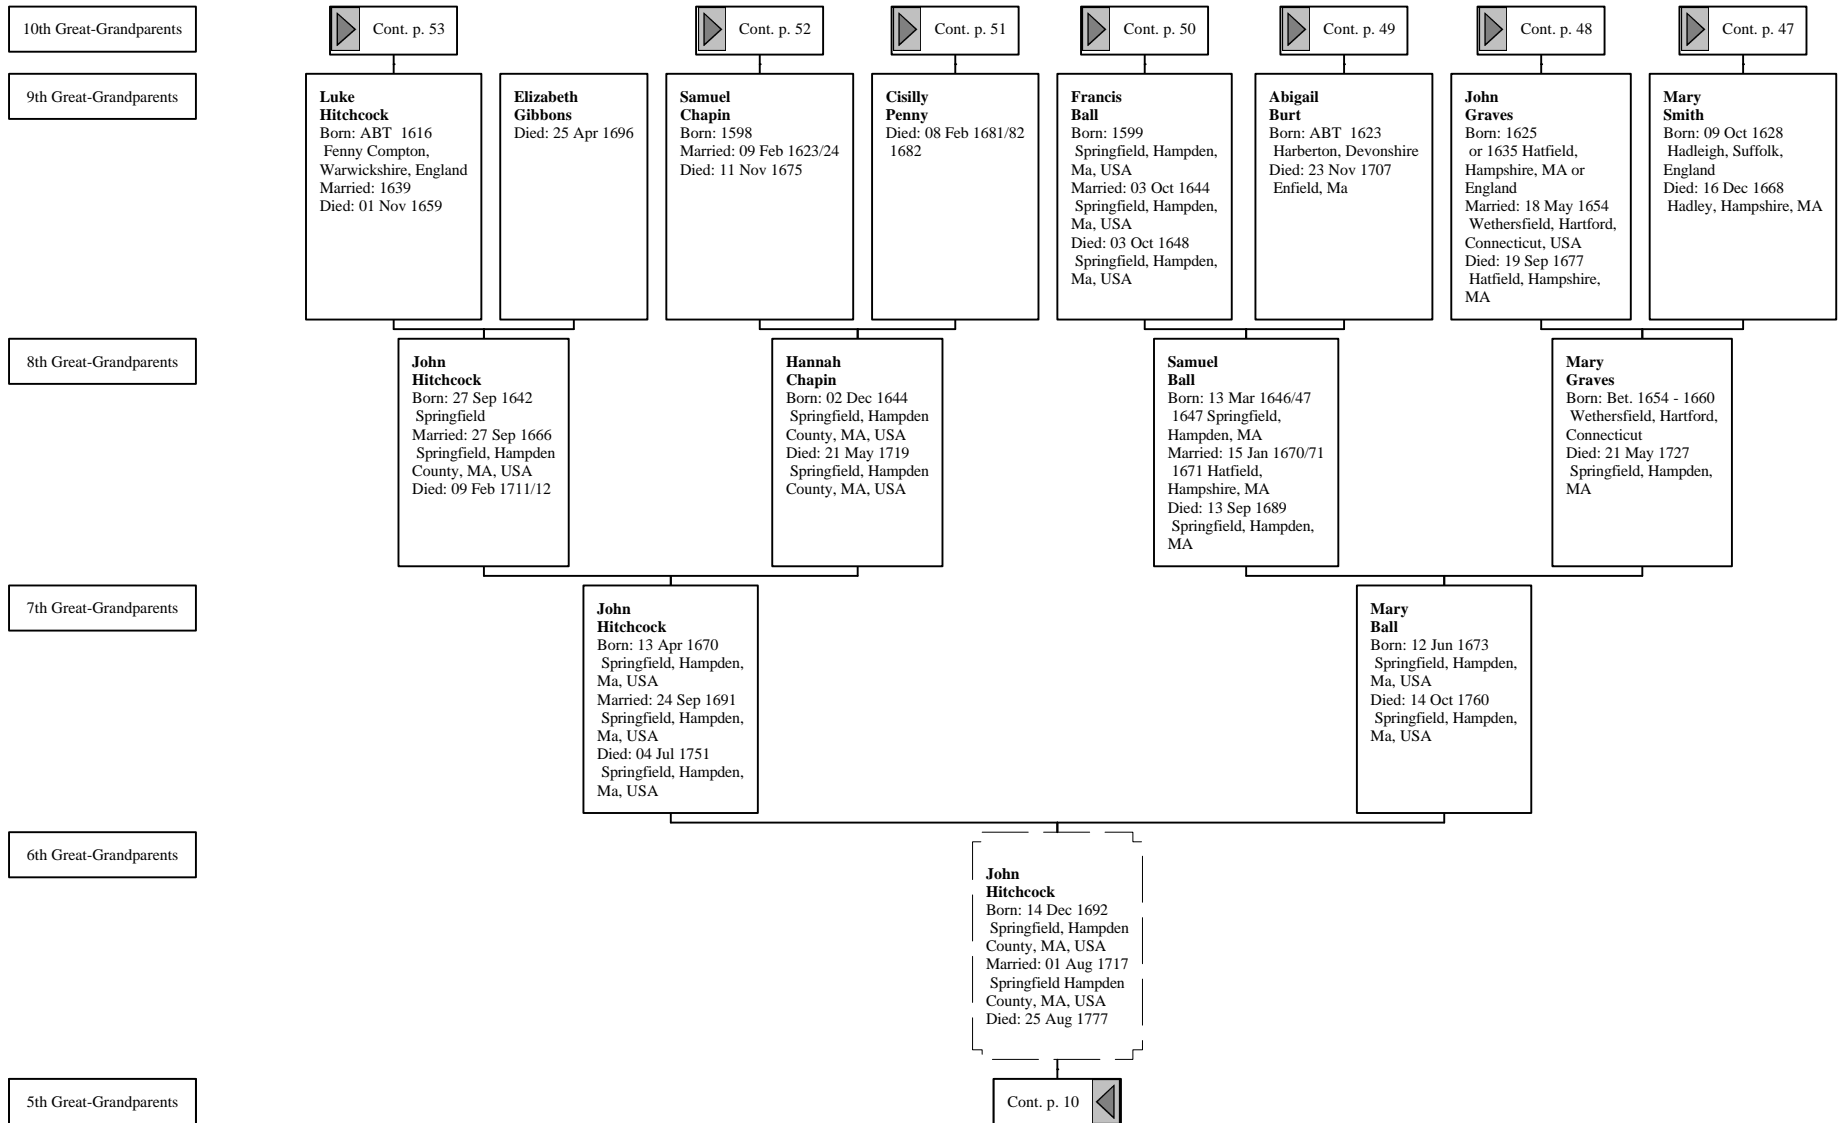 10th Great-Grandparents
Cont. p. 53
Cont. p. 52
Cont. p. 51
Cont. p. 50
Cont. p. 49
Cont. p. 48
Cont. p. 47
9th Great-Grandparents
Luke
Hitchcock
Born: ABT 1616
Fenny Compton,
Warwickshire, England
Married: 1639
Died: 01 Nov 1659
Elizabeth
Gibbons
Died: 25 Apr 1696
Samuel
Chapin
Born: 1598
Married: 09 Feb 1623/24
Died: 11 Nov 1675
Cisilly
Penny
Died: 08 Feb 1681/82
1682
Francis
Ball
Born: 1599
Springfield, Hampden,
Ma, USA
Married: 03 Oct 1644
Springfield, Hampden,
Ma, USA
Died: 03 Oct 1648
Springfield, Hampden,
Ma, USA
Abigail
Burt
Born: ABT 1623
Harberton, Devonshire
Died: 23 Nov 1707
Enfield, Ma
John
Graves
Born: 1625
or 1635 Hatfield,
Hampshire, MA or
England
Married: 18 May 1654
Wethersfield, Hartford,
Connecticut, USA
Died: 19 Sep 1677
Hatfield, Hampshire,
MA
Mary
Smith
Born: 09 Oct 1628
Hadleigh, Suffolk,
England
Died: 16 Dec 1668
Hadley, Hampshire, MA
8th Great-Grandparents
John
Hitchcock
Born: 27 Sep 1642
Springfield
Married: 27 Sep 1666
Springfield, Hampden
County, MA, USA
Died: 09 Feb 1711/12
Hannah
Chapin
Born: 02 Dec 1644
Springfield, Hampden
County, MA, USA
Died: 21 May 1719
Springfield, Hampden
County, MA, USA
Samuel
Ball
Born: 13 Mar 1646/47
1647 Springfield,
Hampden, MA
Married: 15 Jan 1670/71
1671 Hatfield,
Hampshire, MA
Died: 13 Sep 1689
Springfield, Hampden,
MA
Mary
Graves
Born: Bet. 1654 - 1660
Wethersfield, Hartford,
Connecticut
Died: 21 May 1727
Springfield, Hampden,
MA
7th Great-Grandparents
John
Hitchcock
Born: 13 Apr 1670
Springfield, Hampden,
Ma, USA
Married: 24 Sep 1691
Springfield, Hampden,
Ma, USA
Died: 04 Jul 1751
Springfield, Hampden,
Ma, USA
Mary
Ball
Born: 12 Jun 1673
Springfield, Hampden,
Ma, USA
Died: 14 Oct 1760
Springfield, Hampden,
Ma, USA
6th Great-Grandparents
John
Hitchcock
Born: 14 Dec 1692
Springfield, Hampden
County, MA, USA
Married: 01 Aug 1717
Springfield Hampden
County, MA, USA
Died: 25 Aug 1777
5th Great-Grandparents
Cont. p. 10